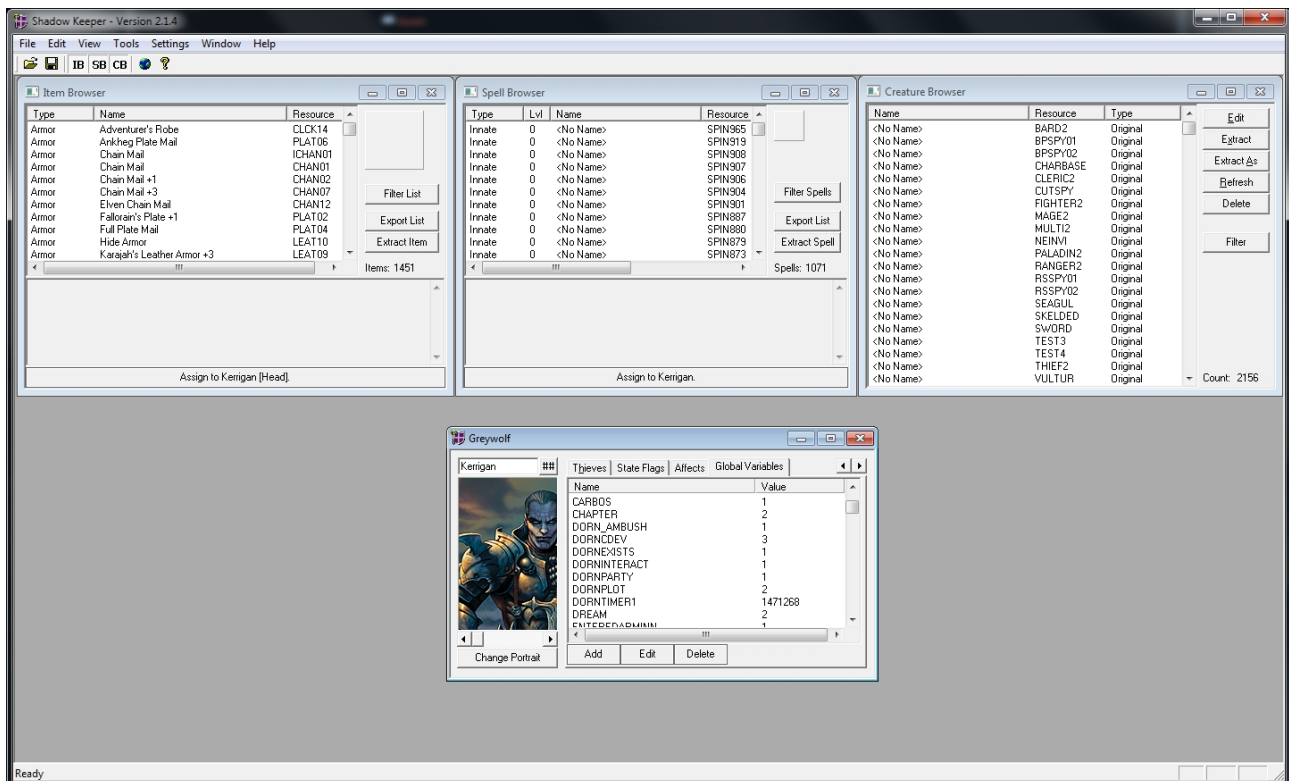 Shadow Keeper - Version 2.1.4
File Edit View Tools Settings Window Help
IB SB CB
Item Browser
Type Name Resource
Armor Adventurer's Robe CLCK14
Armor Ankheg Plate Mail PLAT06
Armor Chain Mail ICHAN01
Armor Chain Mail CHAN01
Armor Chain Mail +1 CHAN02
Armor Chain Mail +3 CHAN07
Armor Elven Chain Mail CHAN12
Armor Fallorain's Plate +1 PLAT02
Armor Full Plate Mail PLAT04
Armor Hide Armor LEAT10
Armor Karajah's Leather Armor +3 LEAT09
Filter List
Export List
Extract Item
Items: 1451
Assign to Kerrigan [Head].
Spell Browser
Type Lvl Name Resource
Innate 0 <No Name> SPIN965
Innate 0 <No Name> SPIN919
Innate 0 <No Name> SPIN908
Innate 0 <No Name> SPIN907
Innate 0 <No Name> SPIN906
Innate 0 <No Name> SPIN904
Innate 0 <No Name> SPIN901
Innate 0 <No Name> SPIN887
Innate 0 <No Name> SPIN880
Innate 0 <No Name> SPIN879
Innate 0 <No Name> SPIN873
Filter Spells
Export List
Extract Spell
Spells: 1071
Assign to Kerrigan.
Creature Browser
Name Resource Type
<No Name> BARD2 Original
<No Name> BPSPY01 Original
<No Name> BPSPY02 Original
<No Name> CHARBASE Original
<No Name> CLERIC2 Original
<No Name> CUTSPY Original
<No Name> FIGHTER2 Original
<No Name> MAGE2 Original
<No Name> MULTI2 Original
<No Name> NEINVI Original
<No Name> PALADIN2 Original
<No Name> RANGER2 Original
<No Name> RSSPY01 Original
<No Name> RSSPY02 Original
<No Name> SEAGUL Original
<No Name> SKELDED Original
<No Name> SWORD Original
<No Name> TEST3 Original
<No Name> TEST4 Original
<No Name> THIEF2 Original
<No Name> VULTUR Original
Edit
Extract
Extract As
Refresh
Delete
Filter
Count: 2156
Greywolf
Kerrigan ##
Change Portrait
Thieves State Flags Affects Global Variables
Name Value
CARBOS 1
CHAPTER 2
DORN_AMBUSH 1
DORNCDEV 3
DORNEXISTS 1
DORNINTERACT 1
DORNPARTY 1
DORNPLOT 2
DORNTIMER1 1471268
DREAM 2
ENTEREDARMINN 1
Add Edit Delete
Ready